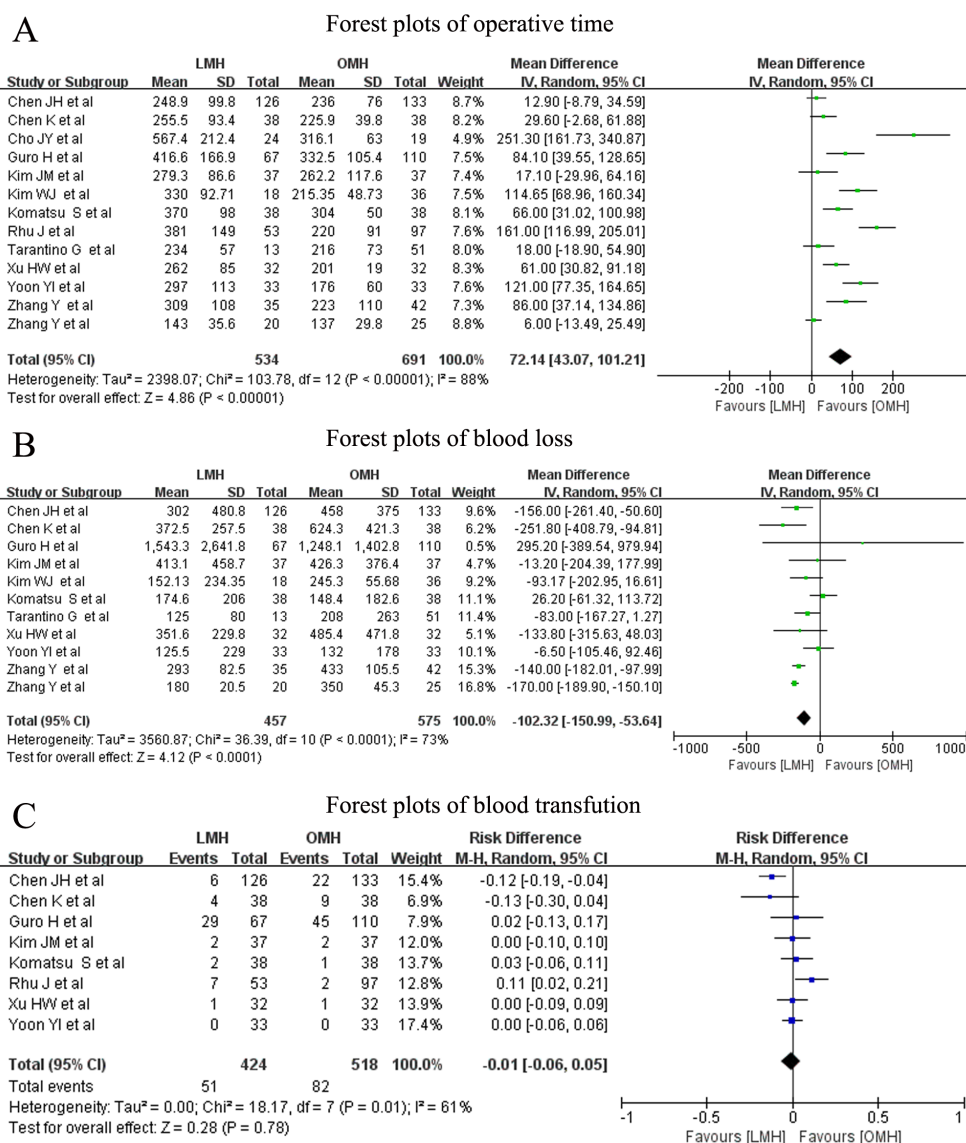 A Forest plots of operative time
LMH OMH Mean Difference Mean Difference
Study or Subgroup Mean SD Total Mean SD Total Weight IV, Random, 95% CI IV, Random, 95% CI
Chen JH et al 248.9 99.8 126 236 76 133 8.7% 12.90 [-8.79, 34.59]
Chen K et al 255.5 93.4 38 225.9 39.8 38 8.1% 29.60 [-2.68, 61.88]
Cho JY et al 567.4 212.4 24 316.1 63 19 4.9% 251.30 [161.73, 340.87]
Guro H et al 416.6 166.9 67 332.5 105.4 110 7.5% 84.10 [39.55, 128.65]
Kim JM et al 279.3 86.6 37 262.2 117.6 37 7.4% 17.10 [-29.96, 64.16]
Kim WJ et al 330 92.71 18 215.35 48.73 36 7.5% 114.65 [68.96, 160.34]
Komatsu S et al 370 98 38 304 50 38 8.1% 66.00 [31.02, 100.98]
Rhu J et al 381 149 53 220 91 97 7.6% 161.00 [116.99, 205.01]
Tarantino G et al 234 57 13 216 73 51 8.0% 18.00 [-18.90, 54.90]
Xu HW et al 262 85 32 201 19 32 8.3% 61.00 [30.82, 91.18]
Yoon YI et al 297 113 33 176 60 33 7.6% 121.00 [77.35, 164.65]
Zhang Y et al 309 108 35 223 110 42 7.3% 86.00 [37.14, 134.86]
Zhang Y et al 143 35.6 20 137 29.8 25 8.8% 6.00 [-13.49, 25.49]
Total (95% CI) 534 691 100.0% 72.14 [43.07, 101.21]
Heterogeneity: Tau² = 2398.07; Chi² = 103.78, df = 12 (P < 0.00001); I² = 88%
Test for overall effect: Z = 4.86 (P < 0.00001)
-200 -100 0 100 200
Favours [LMH] Favours [OMH]
B Forest plots of blood loss
LMH OMH Mean Difference Mean Difference
Study or Subgroup Mean SD Total Mean SD Total Weight IV, Random, 95% CI IV, Random, 95% CI
Chen JH et al 302 480.8 126 458 375 133 9.6% -156.00 [-261.40, -50.60]
Chen K et al 372.5 257.5 38 624.3 421.3 38 6.2% -251.80 [-408.79, -94.81]
Guro H et al 1,543.3 2,641.8 67 1,248.1 1,402.8 110 0.5% 295.20 [-389.54, 979.94]
Kim JM et al 413.1 458.7 37 426.3 376.4 37 4.7% -13.20 [-204.39, 177.99]
Kim WJ et al 152.13 234.35 18 245.3 55.68 36 9.2% -93.17 [-202.95, 16.61]
Komatsu S et al 174.6 206 38 148.4 182.6 38 11.1% 26.20 [-61.32, 113.72]
Tarantino G et al 125 80 13 208 263 51 11.4% -83.00 [-167.27, 1.27]
Xu HW et al 351.6 229.8 32 485.4 471.8 32 5.1% -133.80 [-315.63, 48.03]
Yoon YI et al 125.5 229 33 132 178 33 10.1% -6.50 [-105.46, 92.46]
Zhang Y et al 293 82.5 35 433 105.5 42 15.3% -140.00 [-182.01, -97.99]
Zhang Y et al 180 20.5 20 350 45.3 25 16.8% -170.00 [-189.90, -150.10]
Total (95% CI) 457 575 100.0% -102.32 [-150.99, -53.64]
Heterogeneity: Tau² = 3560.87; Chi² = 36.39, df = 10 (P < 0.0001); I² = 73%
Test for overall effect: Z = 4.12 (P < 0.0001)
-1000 -500 0 500 1000
Favours [LMH] Favours [OMH]
C Forest plots of blood transfution
LMH OMH Risk Difference Risk Difference
Study or Subgroup Events Total Events Total Weight M-H, Random, 95% CI M-H, Random, 95% CI
Chen JH et al 6 126 22 133 15.4% -0.12 [-0.19, -0.04]
Chen K et al 4 38 9 38 6.9% -0.13 [-0.30, 0.04]
Guro H et al 29 67 45 110 7.9% 0.02 [-0.13, 0.17]
Kim JM et al 2 37 2 37 12.0% 0.00 [-0.10, 0.10]
Komatsu S et al 2 38 1 38 13.7% 0.03 [-0.06, 0.11]
Rhu J et al 7 53 2 97 12.8% 0.11 [0.02, 0.21]
Xu HW et al 1 32 1 32 13.9% 0.00 [-0.09, 0.09]
Yoon YI et al 0 33 0 33 17.4% 0.00 [-0.06, 0.06]
Total (95% CI) 424 518 100.0% -0.01 [-0.06, 0.05]
Total events 51 82
Heterogeneity: Tau² = 0.00; Chi² = 18.17, df = 7 (P = 0.01); I² = 61%
Test for overall effect: Z = 0.28 (P = 0.78)
-1 -0.5 0 0.5 1
Favours [LMH] Favours [OMH]